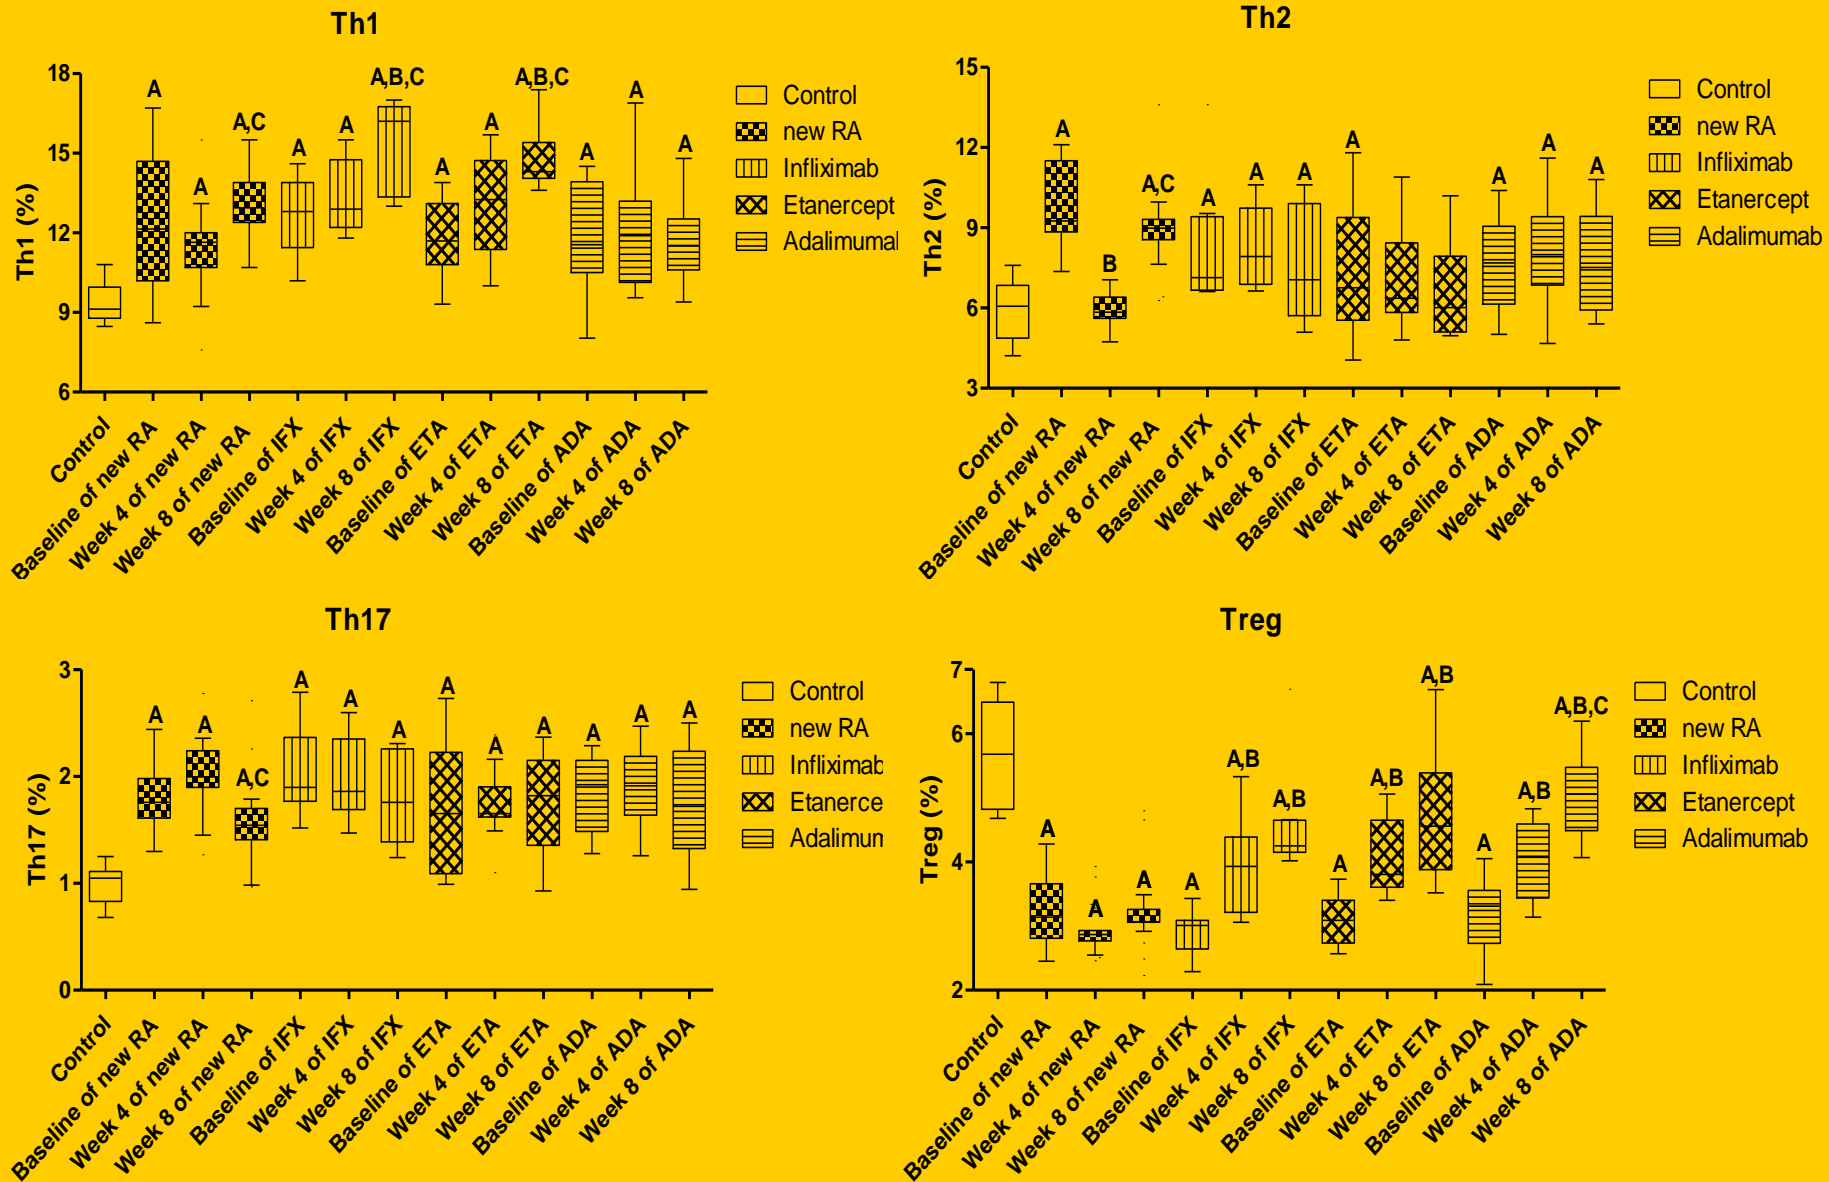 Th1
18
15
12
9
6
Th1 (%)
A
A
A,C
A
A
A,B,C
A
A
A,B,C
A
A
A
Control
new RA
Infliximab
Etanercept
Adalimumal
Control
Baseline of new RA
Week 4 of new RA
Week 8 of new RA
Baseline of IFX
Week 4 of IFX
Week 8 of IFX
Baseline of ETA
Week 4 of ETA
Week 8 of ETA
Baseline of ADA
Week 4 of ADA
Week 8 of ADA
Th2
15
12
9
6
3
Th2 (%)
A
B
A,C
A
A
A
A
A
A
A
Control
new RA
Infliximab
Etanercept
Adalimumab
Control
Baseline of new RA
Week 4 of new RA
Week 8 of new RA
Baseline of IFX
Week 4 of IFX
Week 8 of IFX
Baseline of ETA
Week 4 of ETA
Week 8 of ETA
Baseline of ADA
Week 4 of ADA
Week 8 of ADA
Th17
3
2
1
0
Th17 (%)
A
A
A,C
A
A
A
A
A
A
A
A
A
Control
new RA
Infliximab
Etanerce
Adalimum
Control
Baseline of new RA
Week 4 of new RA
Week 8 of new RA
Baseline of IFX
Week 4 of IFX
Week 8 of IFX
Baseline of ETA
Week 4 of ETA
Week 8 of ETA
Baseline of ADA
Week 4 of ADA
Week 8 of ADA
Treg
7
6
4
2
Treg (%)
A
A
A
A
A,B
A,B
A
A,B
A,B
A
A,B
A,B,C
Control
new RA
Infliximab
Etanercept
Adalimumab
Control
Baseline of new RA
Week 4 of new RA
Week 8 of new RA
Baseline of IFX
Week 4 of IFX
Week 8 of IFX
Baseline of ETA
Week 4 of ETA
Week 8 of ETA
Baseline of ADA
Week 4 of ADA
Week 8 of ADA